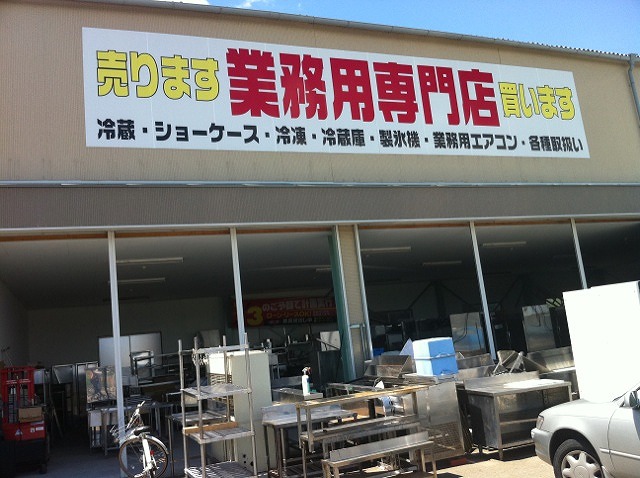 売ります 業務用専門店 買います
冷蔵・ショーケース・冷凍・冷蔵庫・製氷機・業務用エアコン・各種取扱い
3